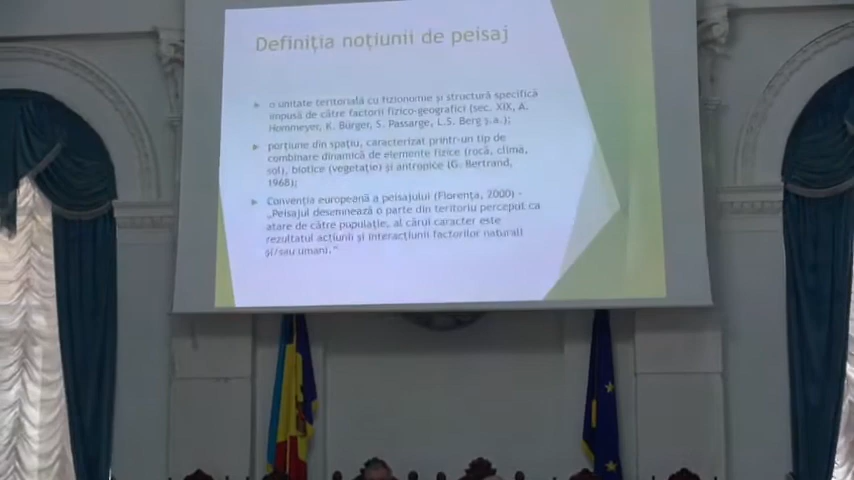 Definiția noțiunii de peisaj
o unitate teritorială cu fizionomie și structură specifică
impusă de către factorii fizico-geografici (sec. XIX, A.
Hommeyer, K. Bürger, S. Passarge, L.S. Berg ș.a.);
porțiune din spațiu, caracterizat printr-un tip de
combinare dinamică de elemente fizice (rocă, climă,
sol), biotice (vegetație) și antropice (G. Bertrand,
1968);
Convenția europeană a peisajului (Florența, 2000) -
„Peisajul desemnează o parte din teritoriu perceput ca
atare de către populație, al cărui caracter este
rezultatul acțiunii și interacțiunii factorilor naturali
și/sau umani.”